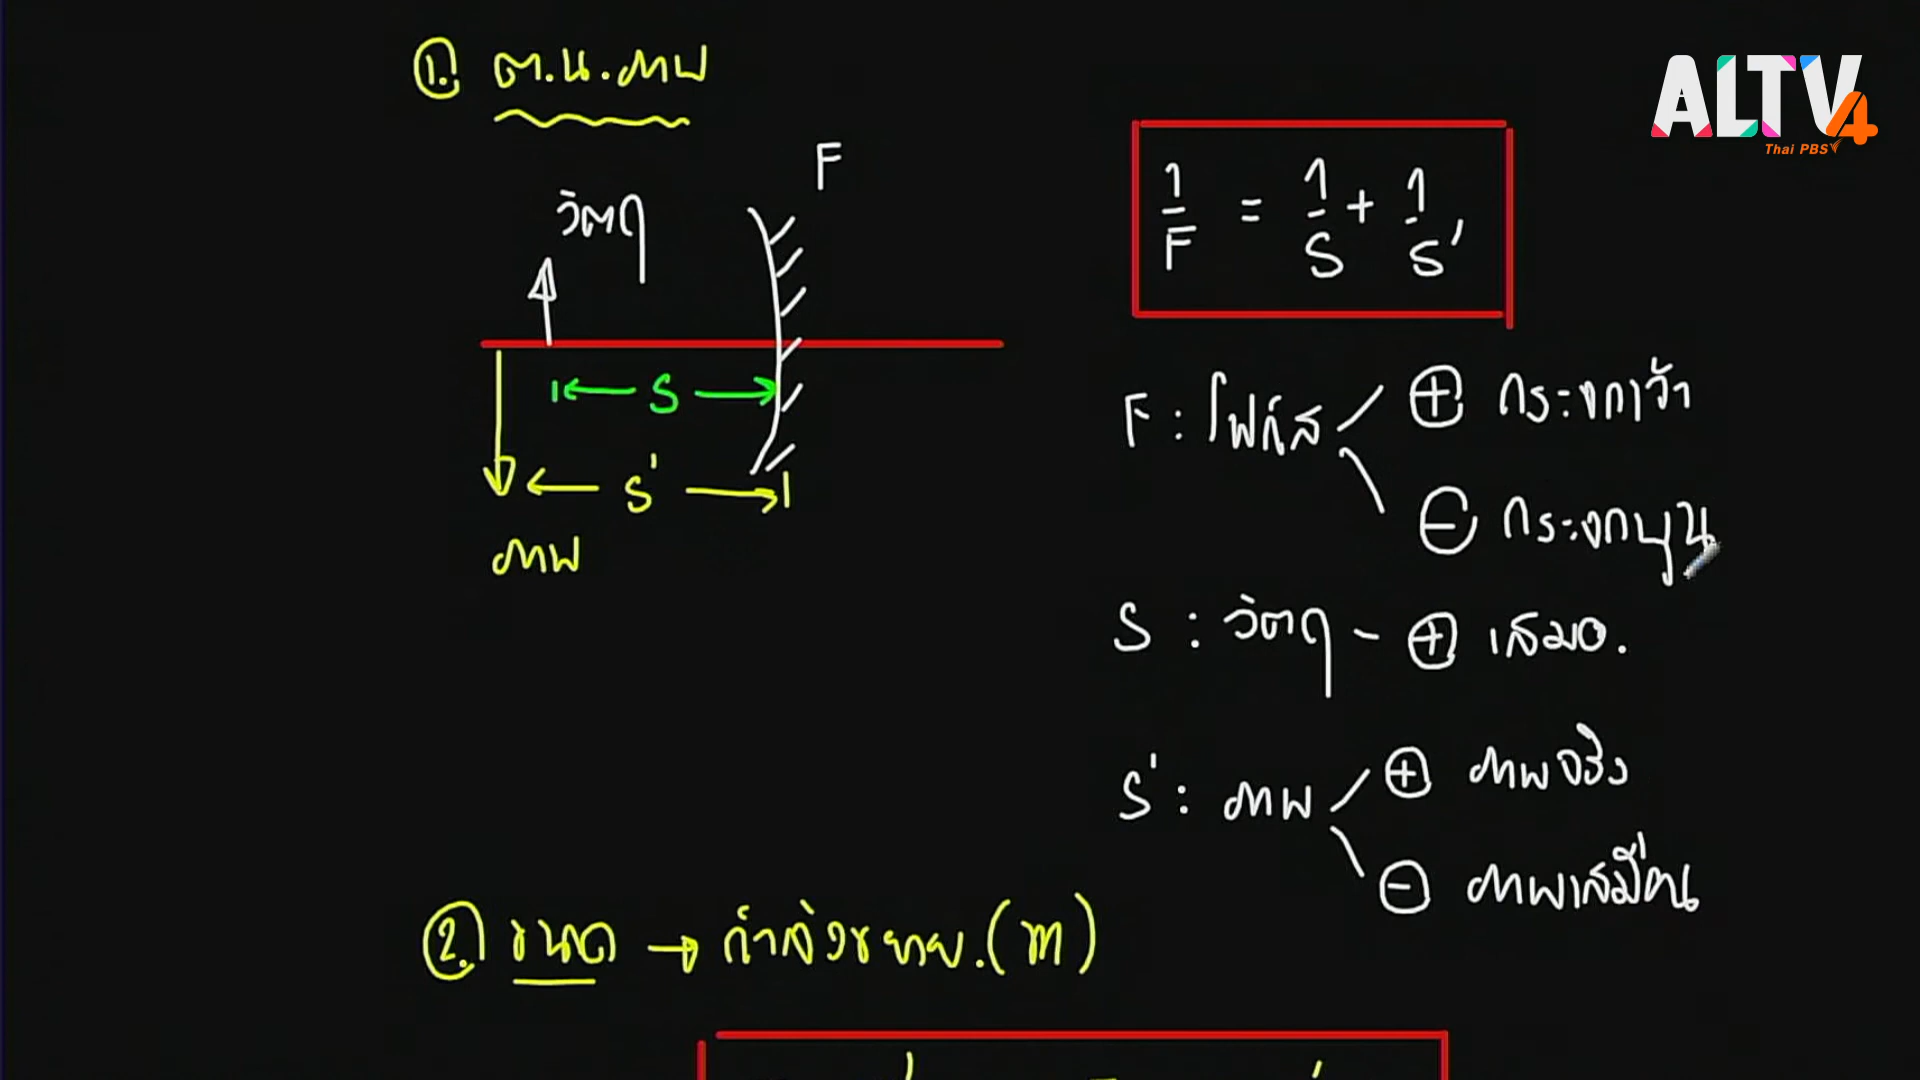 1. ต.น.ภาพ
F
วัตถุ
S
S'
ภาพ
1/F = 1/S + 1/S'
F : โฟกัส + กระจกเว้า
- กระจกนูน
S : วัตถุ - + เสมอ.
S' : ภาพ + ภาพจริง
- ภาพเสมือน
2. ขนาด → กำลังขยาย.(m)
ALTV4
Thai PBS